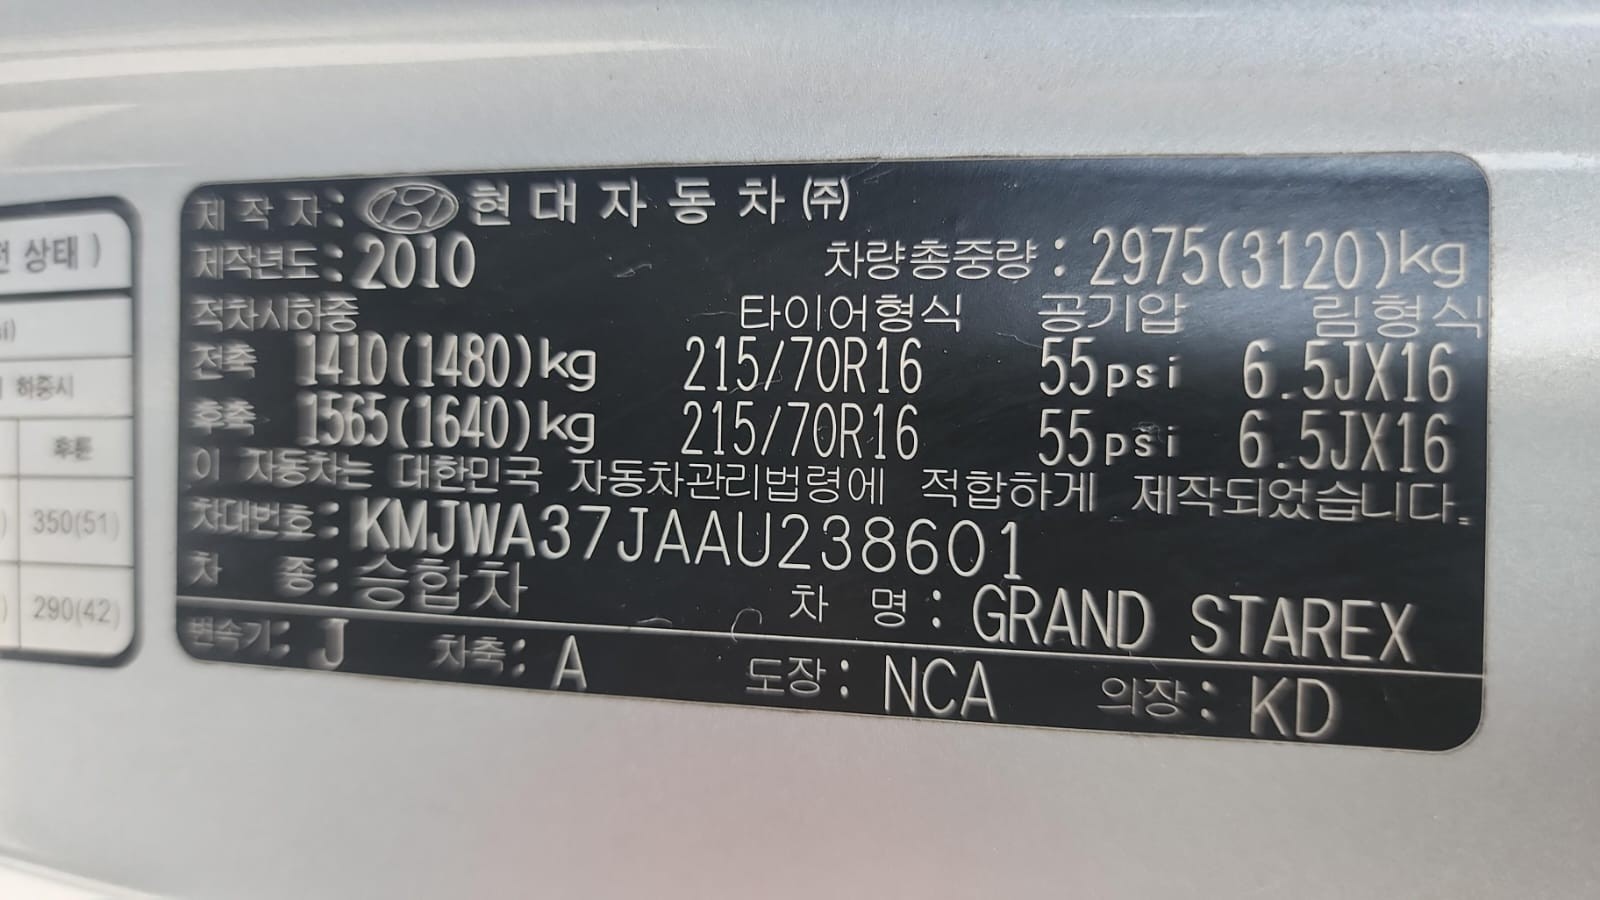 제 작 자: 현 대 자 동 차 ㈜
제작년도: 2010 차량총중량: 2975(3120)kg
적차시하중 타이어형식 공기압 림형식
전축 1410(1480)kg 215/70R16 55psi 6.5JX16
후축 1565(1640)kg 215/70R16 55psi 6.5JX16
이 자동차는 대한민국 자동차관리법령에 적합하게 제작되었습니다.
차대번호: KMJWA37JAAU238601
차 종: 승합차 차 명: GRAND STAREX
변속기: J 차축: A 도장: NCA 의장: KD
상태 )
하중시
후륜
350(51)
290(42)